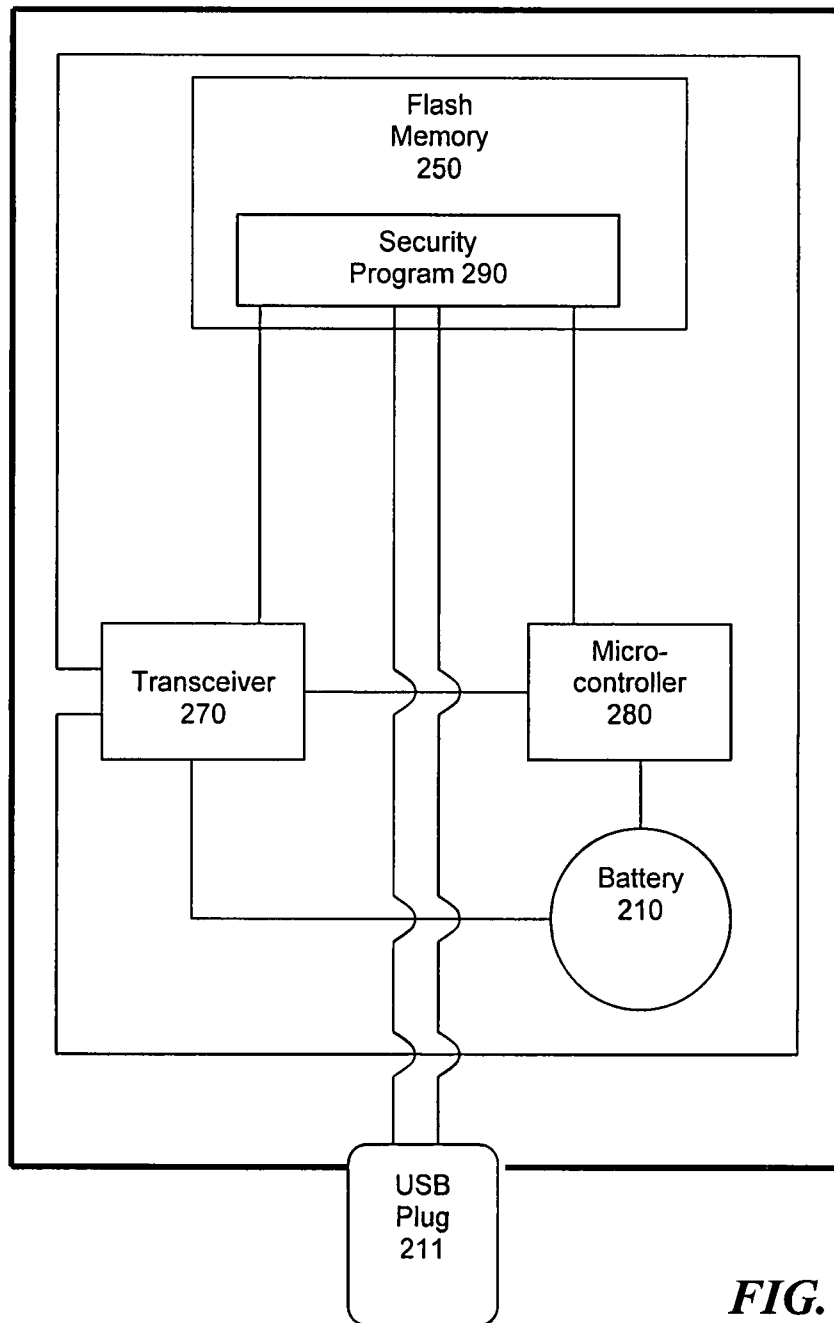 Flash
Memory
250
Security
Program 290
Transceiver
270
Micro-
controller
280
Battery
210
USB
Plug
211
FIG.